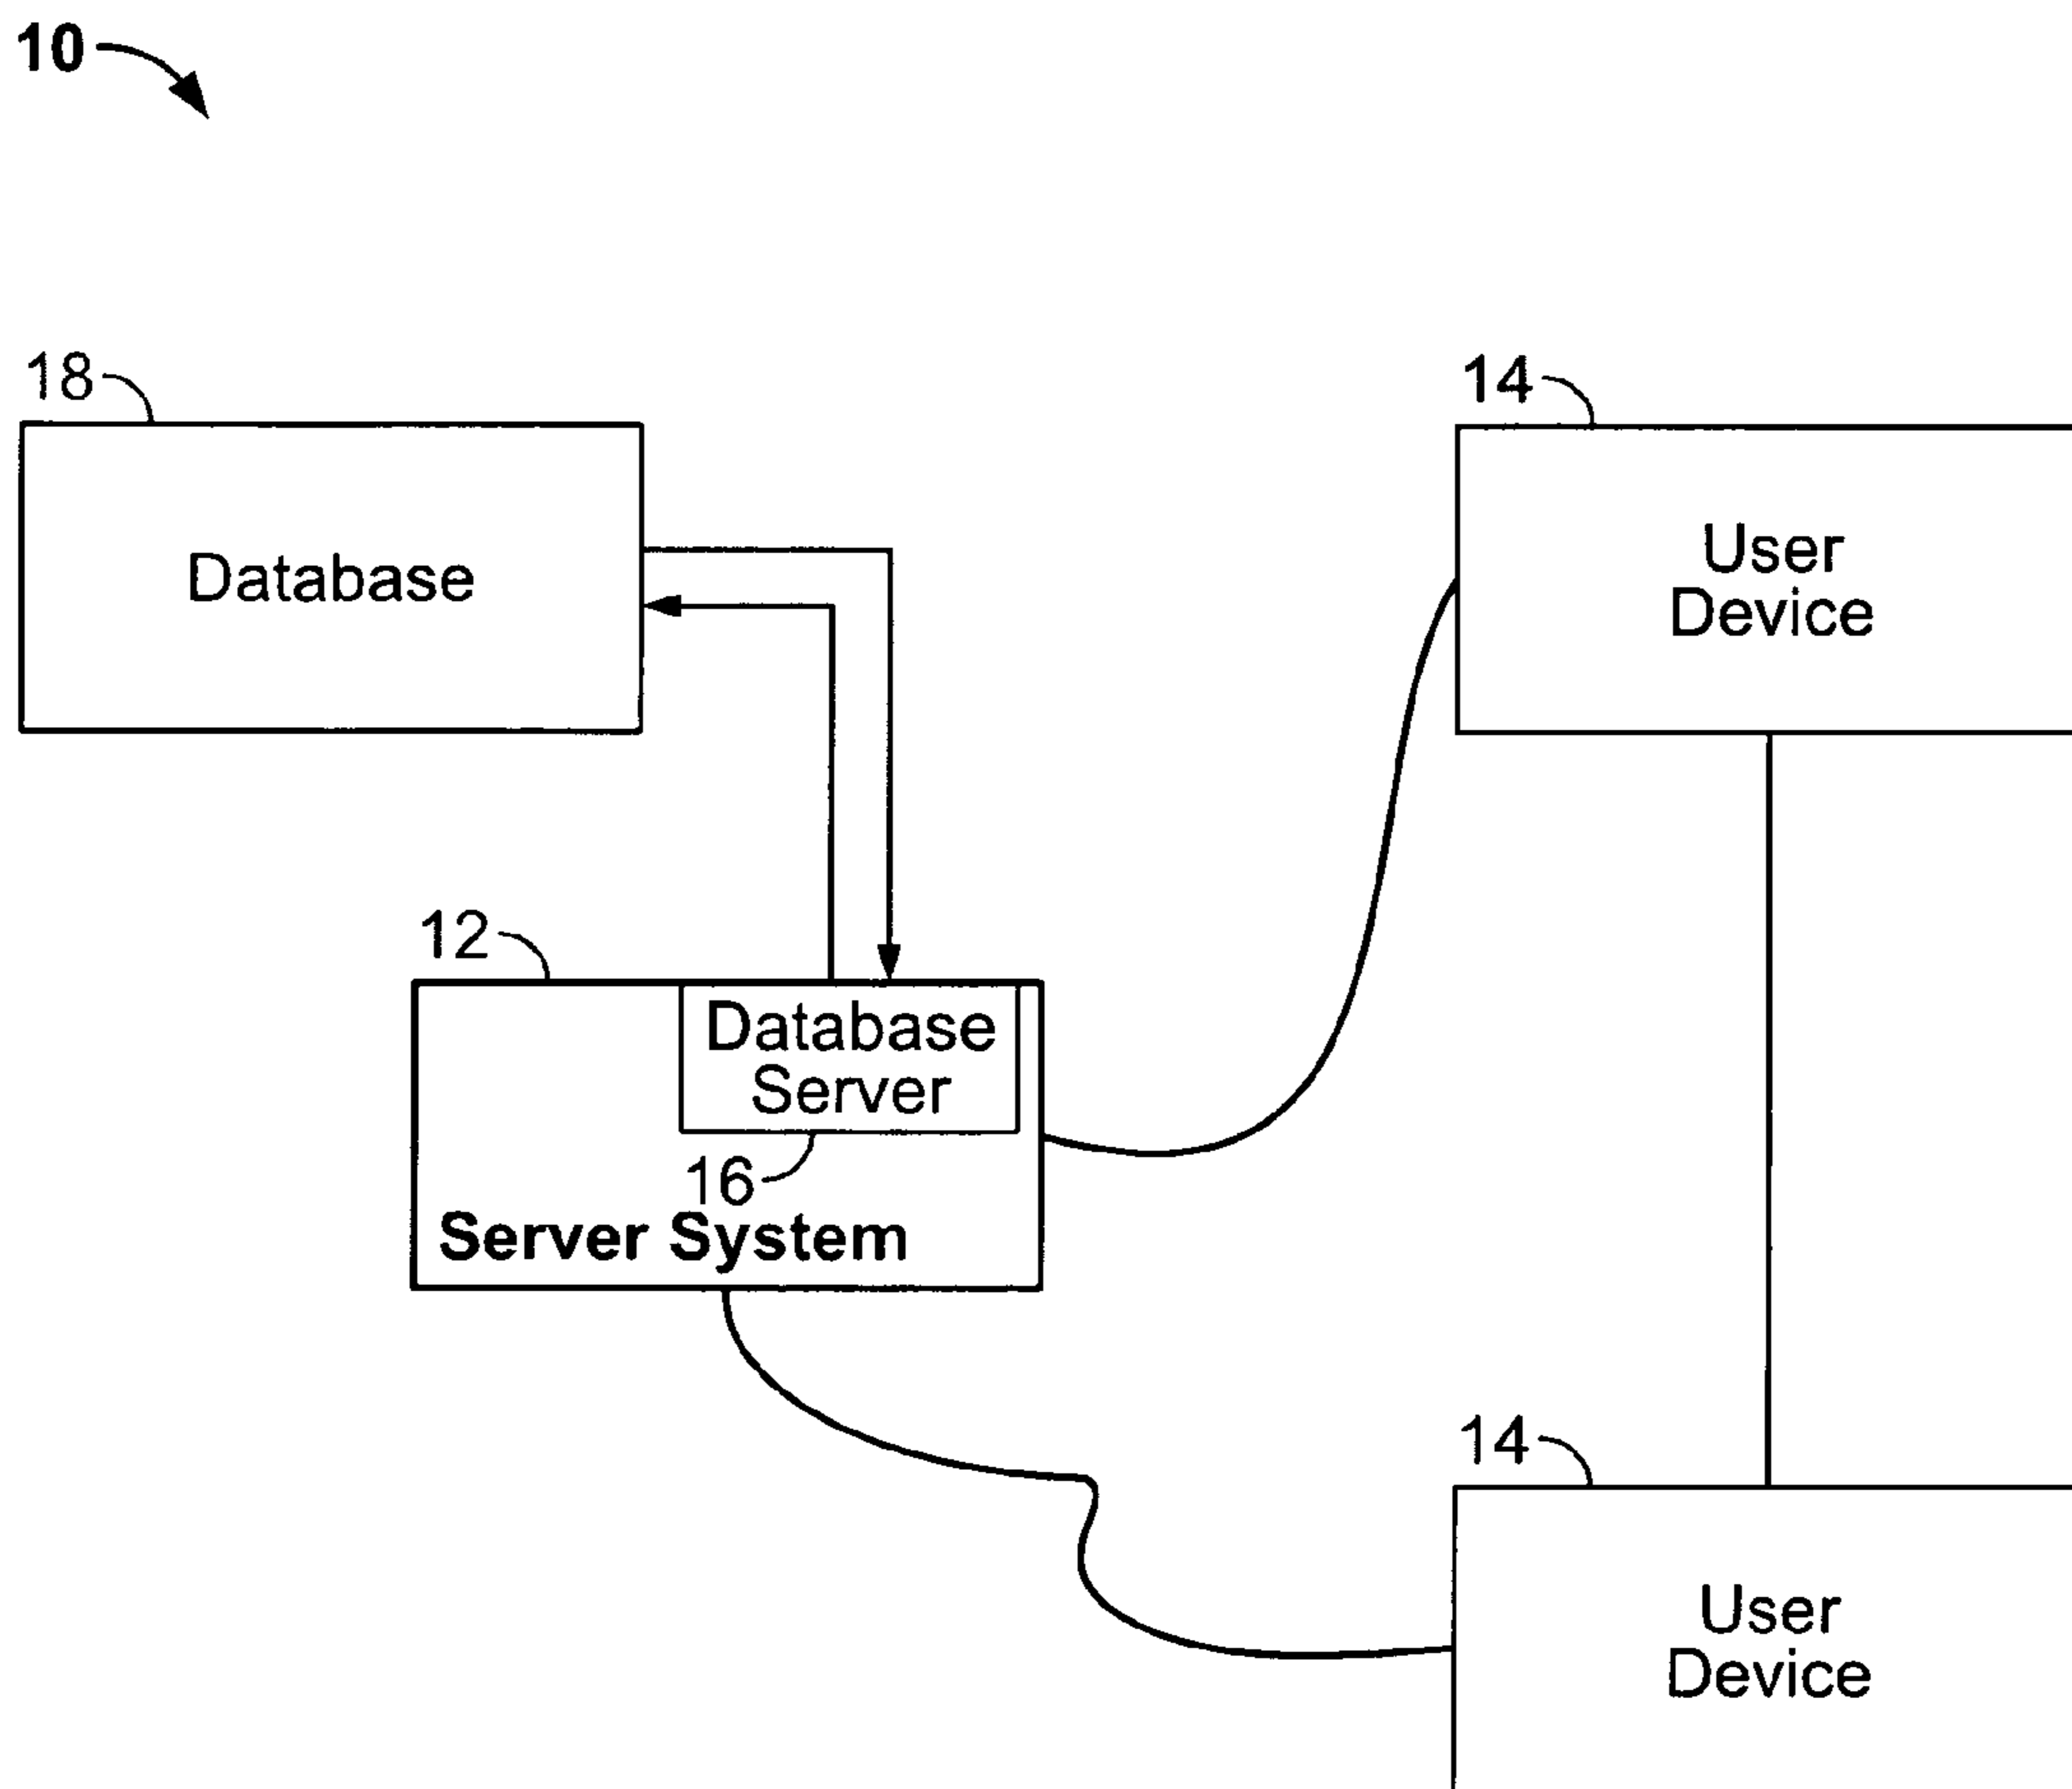 10
18
14
Database
User
Device
12
Database
Server
16
Server System
14
User
Device